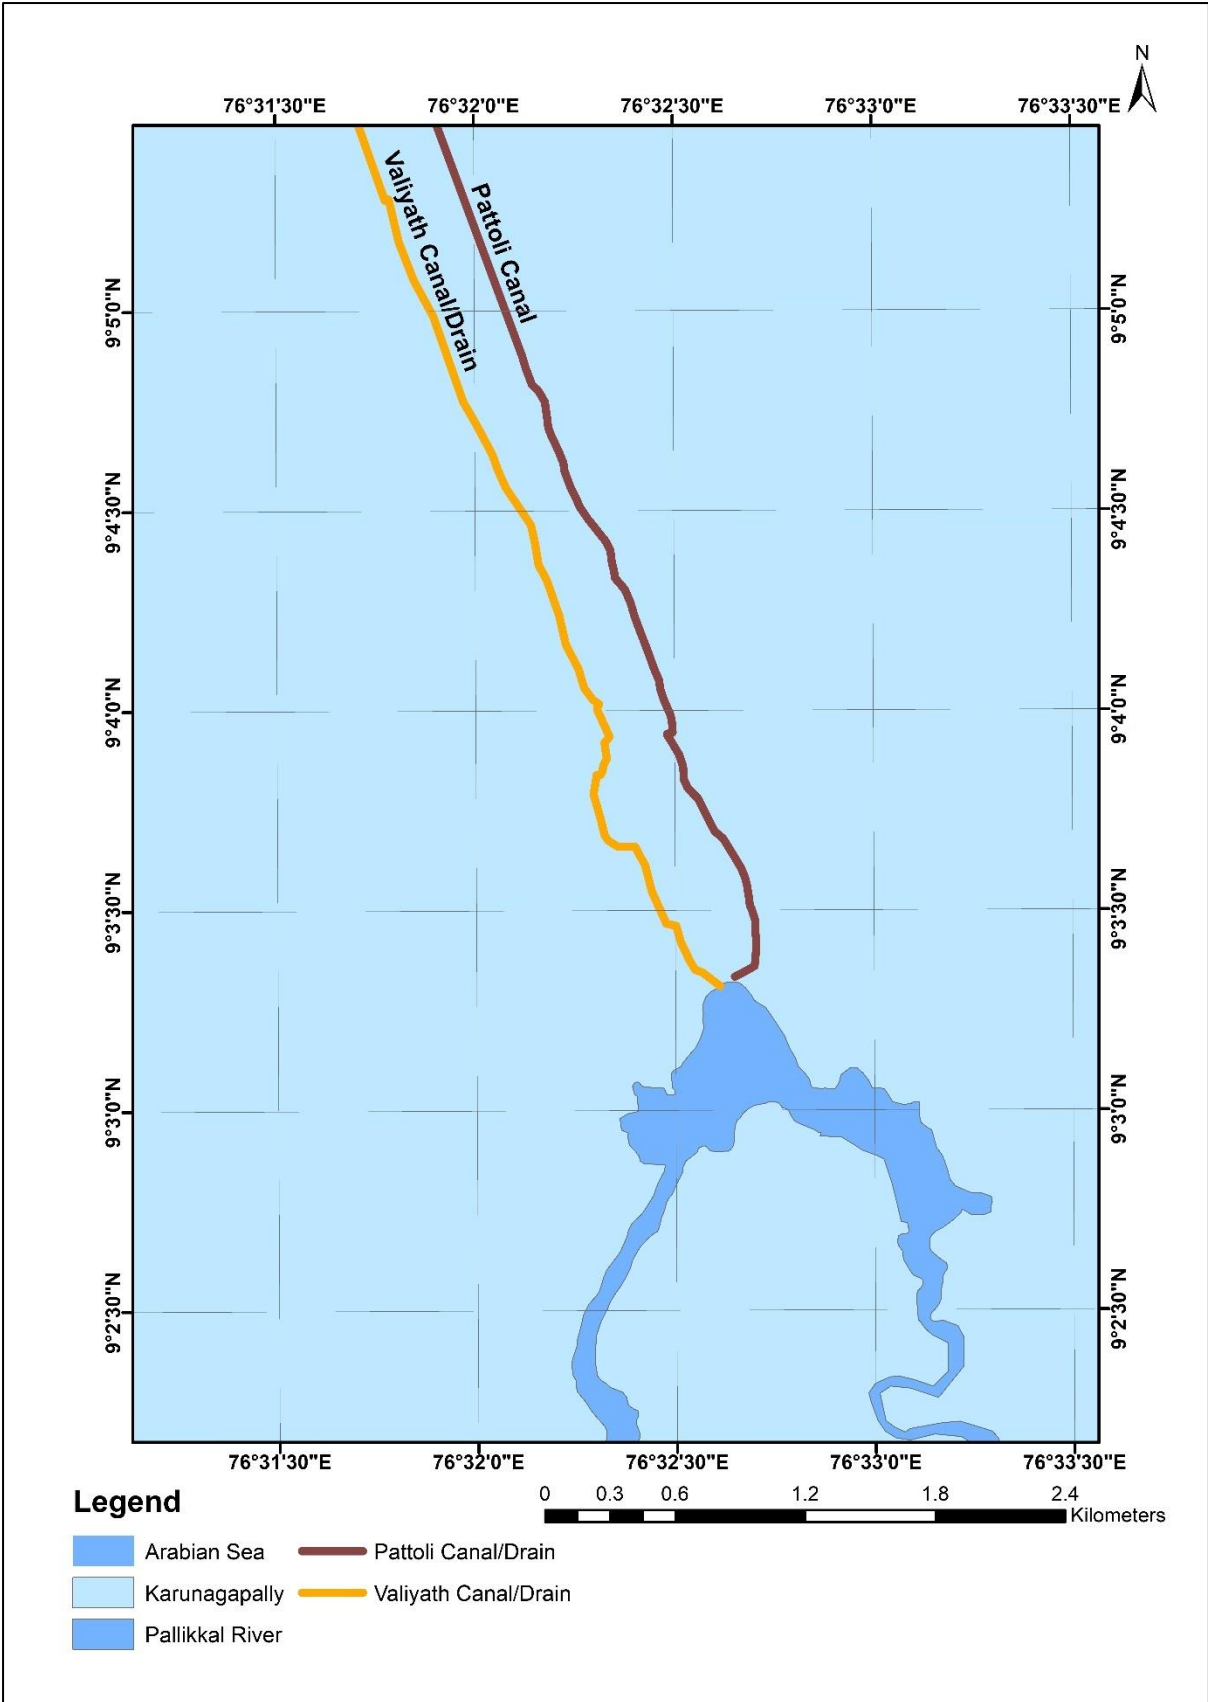 N
76°31'30"E 76°32'0"E 76°32'30"E 76°33'0"E 76°33'30"E
Valiyath Canal/Drain
Pattoli Canal
9°5'0"N 9°5'0"N
9°4'30"N 9°4'30"N
9°4'0"N 9°4'0"N
9°3'30"N 9°3'30"N
9°3'0"N 9°3'0"N
9°2'30"N 9°2'30"N
76°31'30"E 76°32'0"E 76°32'30"E 76°33'0"E 76°33'30"E
Legend
0 0.3 0.6 1.2 1.8 2.4
Kilometers
Arabian Sea Pattoli Canal/Drain
Karunagapally Valiyath Canal/Drain
Pallikkal River